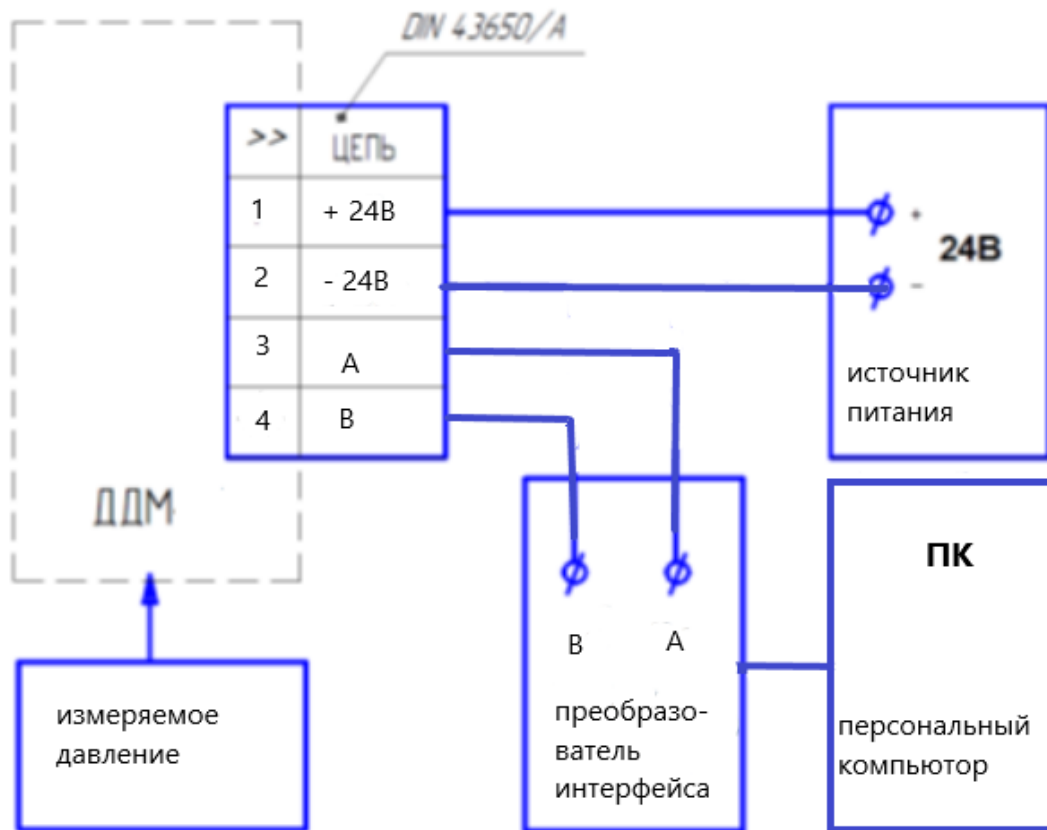 DIN 43650/A
>> ЦЕПЬ
1 + 24В
2 - 24В
3 А
4 В
ДДМ
+
24В
-
источник
питания
измеряемое
давление
В А
преобразо-
ватель
интерфейса
ПК
персональный
компьютор